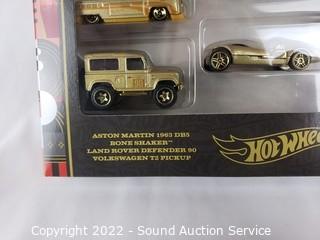 ASTON MARTIN 1963 DB5
BONE SHAKER™
LAND ROVER DEFENDER 90
VOLKSWAGEN T2 PICKUP
HOT WHEE
Copyright 2022 - Sound Auction Service